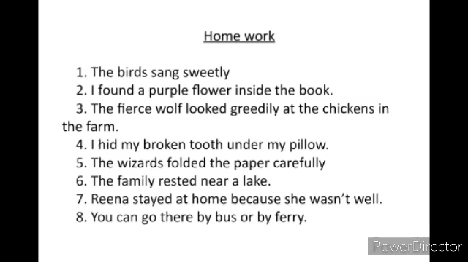 Home work
1. The birds sang sweetly
2. I found a purple flower inside the book.
3. The fierce wolf looked greedily at the chickens in
the farm.
4. I hid my broken tooth under my pillow.
5. The wizards folded the paper carefully
6. The family rested near a lake.
7. Reena stayed at home because she wasn't well.
8. You can go there by bus or by ferry.
PowerDirector